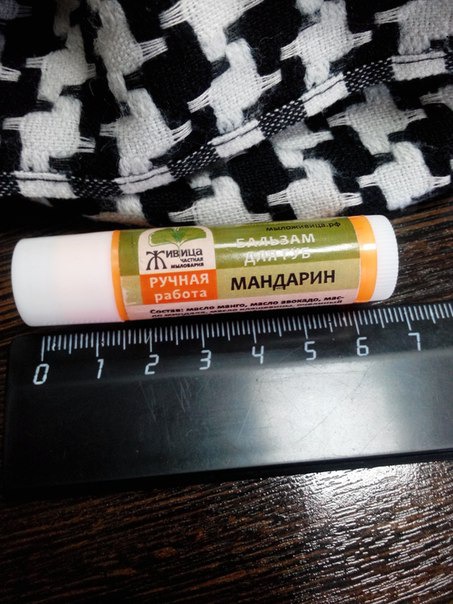 мыложивица.рф
Живица
ЧАСТНАЯ
МЫЛОВАРНЯ
БАЛЬЗАМ
ДЛЯ ГУБ
РУЧНАЯ
работа
МАНДАРИН
Состав: масло манго, масло авокадо, мас-
0 1 2 3 4 5 6 7